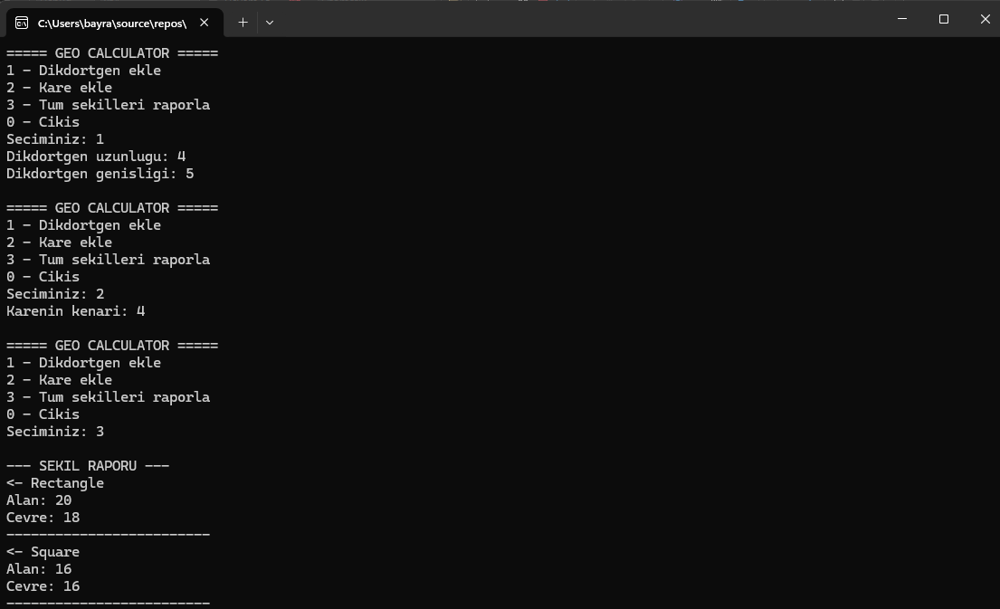 C:\Users\bayra\source\repos\
===== GEO CALCULATOR =====
1 - Dikdortgen ekle
2 - Kare ekle
3 - Tum sekilleri raporla
0 - Cikis
Seciminiz: 1
Dikdortgen uzunlugu: 4
Dikdortgen genisligi: 5

===== GEO CALCULATOR =====
1 - Dikdortgen ekle
2 - Kare ekle
3 - Tum sekilleri raporla
0 - Cikis
Seciminiz: 2
Karenin kenari: 4

===== GEO CALCULATOR =====
1 - Dikdortgen ekle
2 - Kare ekle
3 - Tum sekilleri raporla
0 - Cikis
Seciminiz: 3

--- SEKIL RAPORU ---
<- Rectangle
Alan: 20
Cevre: 18
-------------------------
<- Square
Alan: 16
Cevre: 16
-------------------------